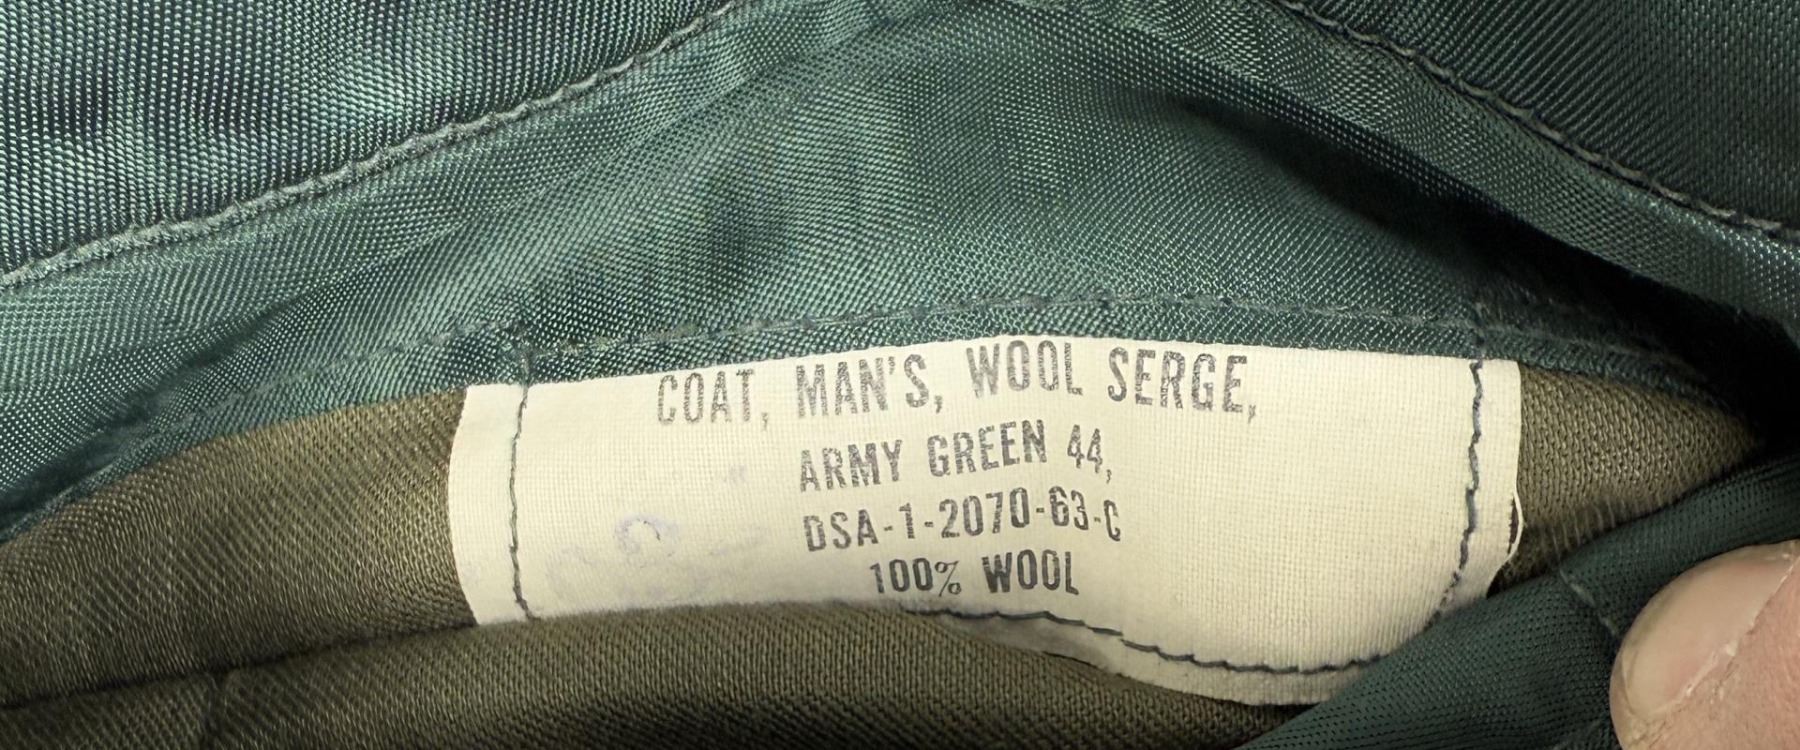 COAT, MAN'S, WOOL SERGE,
ARMY GREEN 44,
DSA-1-2070-63-C
100% WOOL